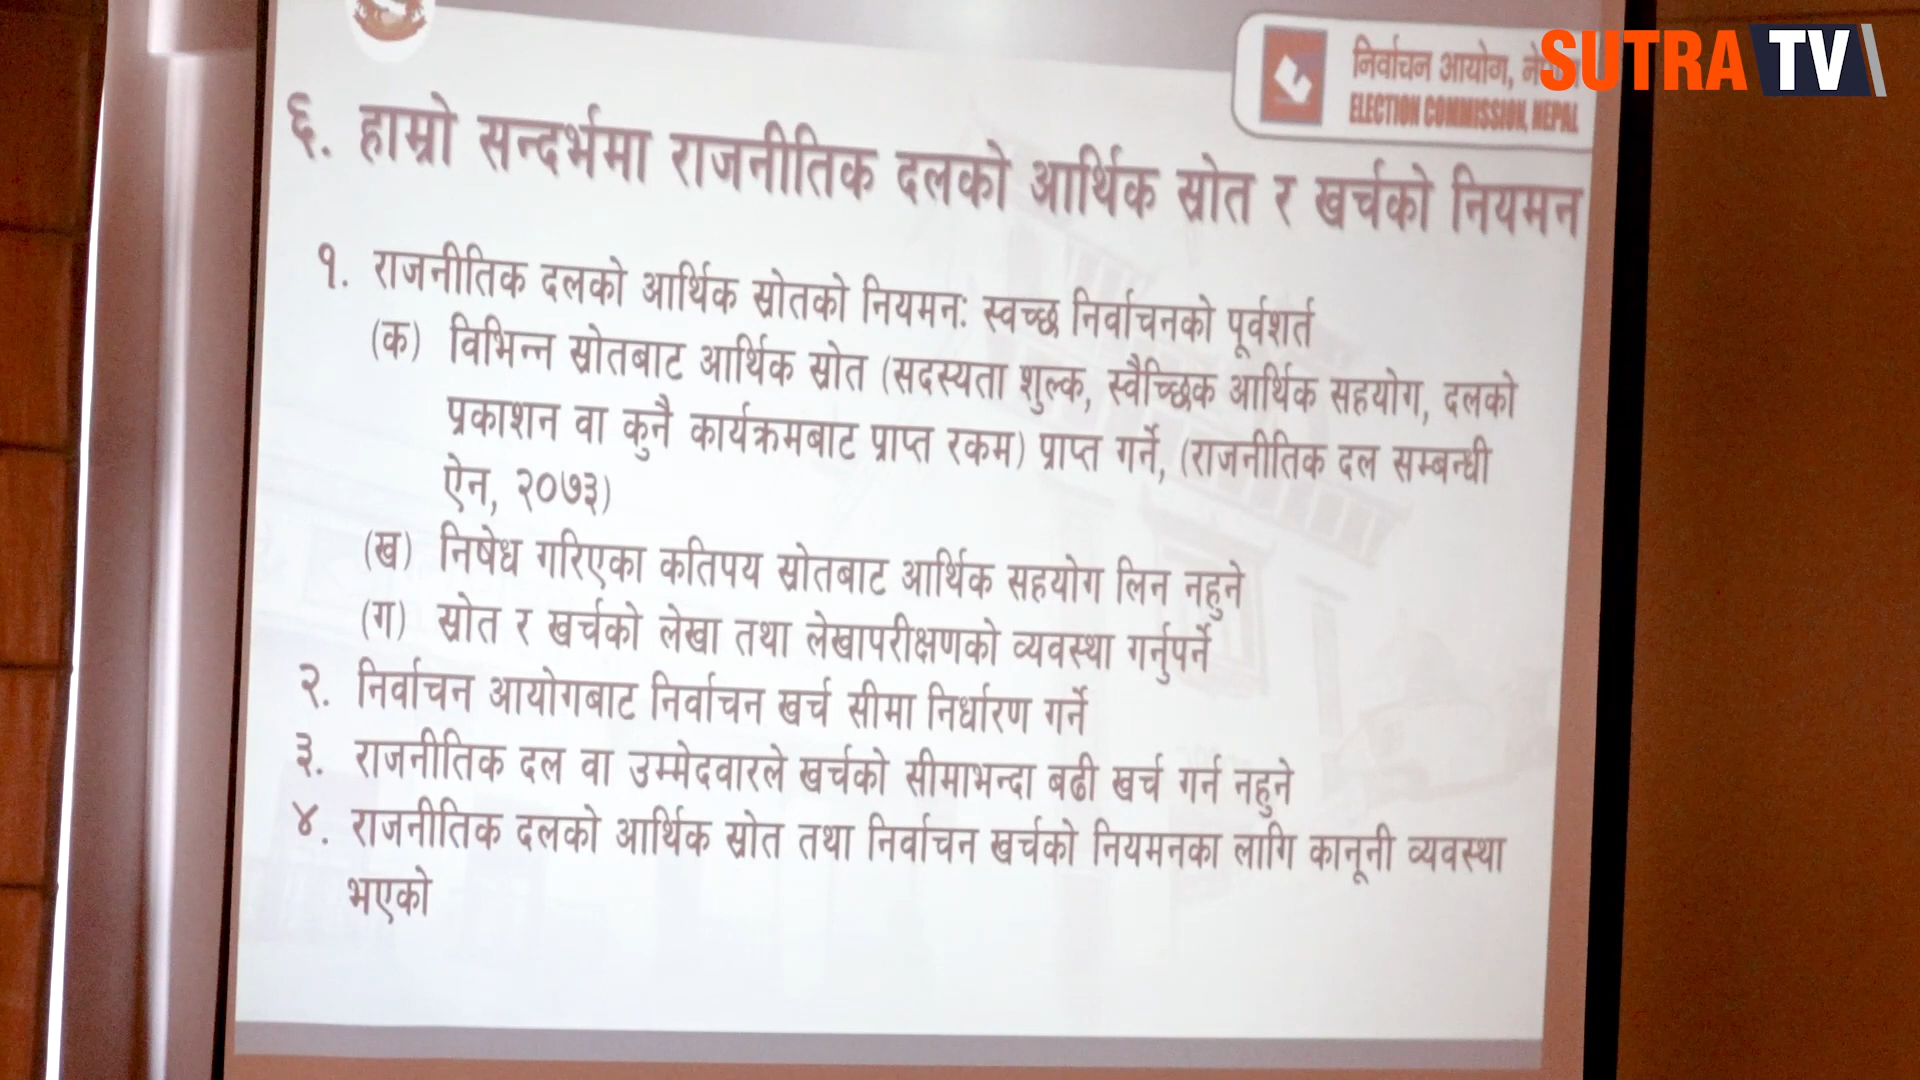 SUTRA TV
निर्वाचन आयोग,
ELECTION COMMISSION, NEPAL
६. हाम्रो सन्दर्भमा राजनीतिक दलको आर्थिक स्रोत र खर्चको नियमन
१. राजनीतिक दलको आर्थिक स्रोतको नियमन: स्वच्छ निर्वाचनको पूर्वशर्त
(क) विभिन्न स्रोतबाट आर्थिक स्रोत (सदस्यता शुल्क, स्वैच्छिक आर्थिक सहयोग, दलको
प्रकाशन वा कुनै कार्यक्रमबाट प्राप्त रकम) प्राप्त गर्ने, (राजनीतिक दल सम्बन्धी
ऐन, २०७३)
(ख) निषेध गरिएका कतिपय स्रोतबाट आर्थिक सहयोग लिन नहुने
(ग) स्रोत र खर्चको लेखा तथा लेखापरीक्षणको व्यवस्था गर्नुपर्ने
२. निर्वाचन आयोगबाट निर्वाचन खर्च सीमा निर्धारण गर्ने
३. राजनीतिक दल वा उम्मेदवारले खर्चको सीमाभन्दा बढी खर्च गर्न नहुने
४. राजनीतिक दलको आर्थिक स्रोत तथा निर्वाचन खर्चको नियमनका लागि कानूनी व्यवस्था
भएको